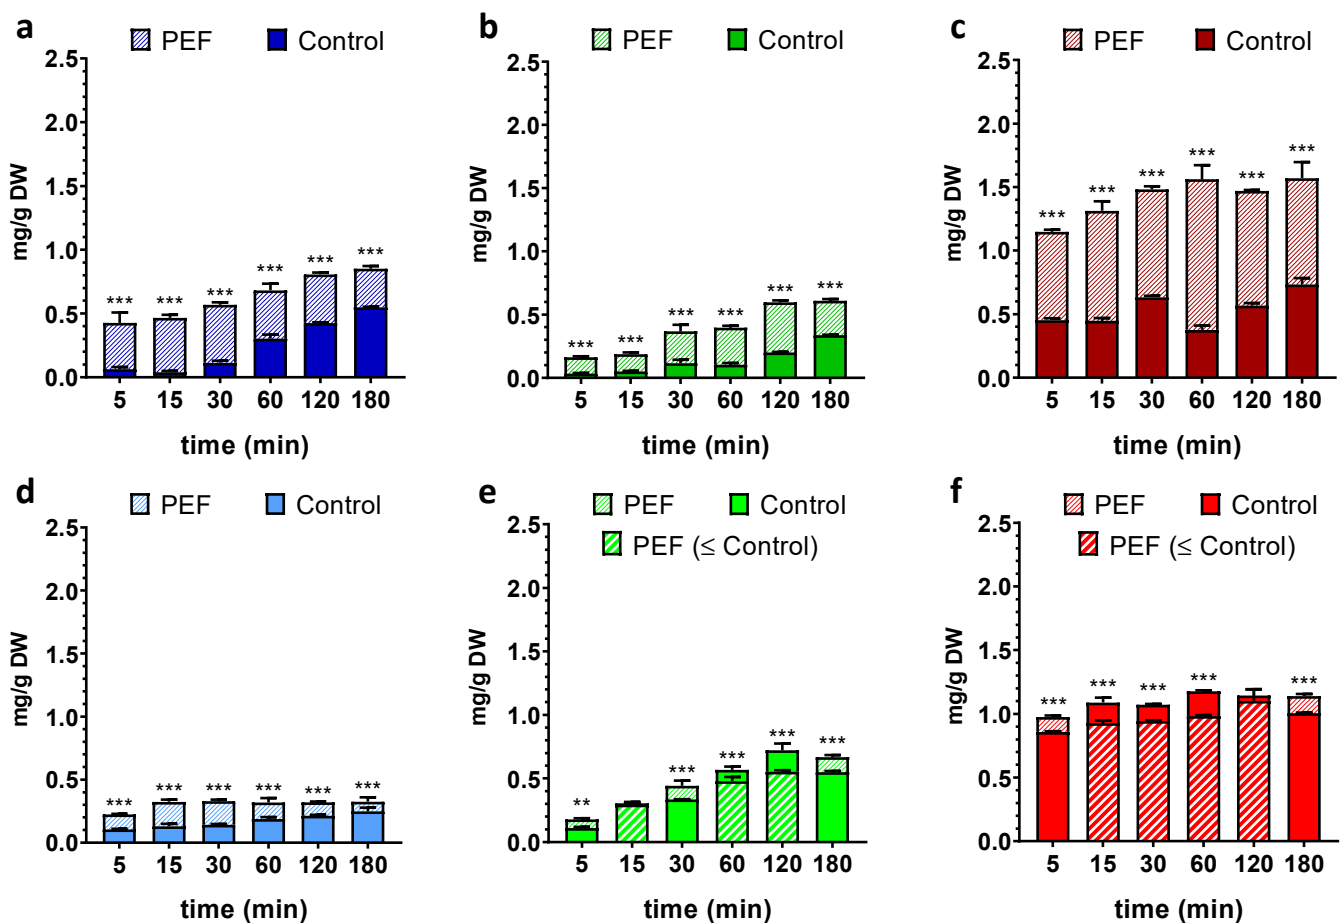 a
PEF Control
2.5
2.0
1.5
1.0
0.5
0.0
mg/g DW
*** *** *** *** *** ***
5 15 30 60 120 180
time (min)
b
PEF Control
2.5
2.0
1.5
1.0
0.5
0.0
mg/g DW
*** *** *** *** *** ***
5 15 30 60 120 180
time (min)
c
PEF Control
2.5
2.0
1.5
1.0
0.5
0.0
mg/g DW
*** *** *** *** *** ***
5 15 30 60 120 180
time (min)
d
PEF Control
2.5
2.0
1.5
1.0
0.5
0.0
mg/g DW
*** *** *** *** *** ***
5 15 30 60 120 180
time (min)
e
PEF Control
PEF (≤ Control)
2.5
2.0
1.5
1.0
0.5
0.0
mg/g DW
** *** *** *** ***
5 15 30 60 120 180
time (min)
f
PEF Control
PEF (≤ Control)
2.5
2.0
1.5
1.0
0.5
0.0
mg/g DW
*** *** *** *** ***
5 15 30 60 120 180
time (min)